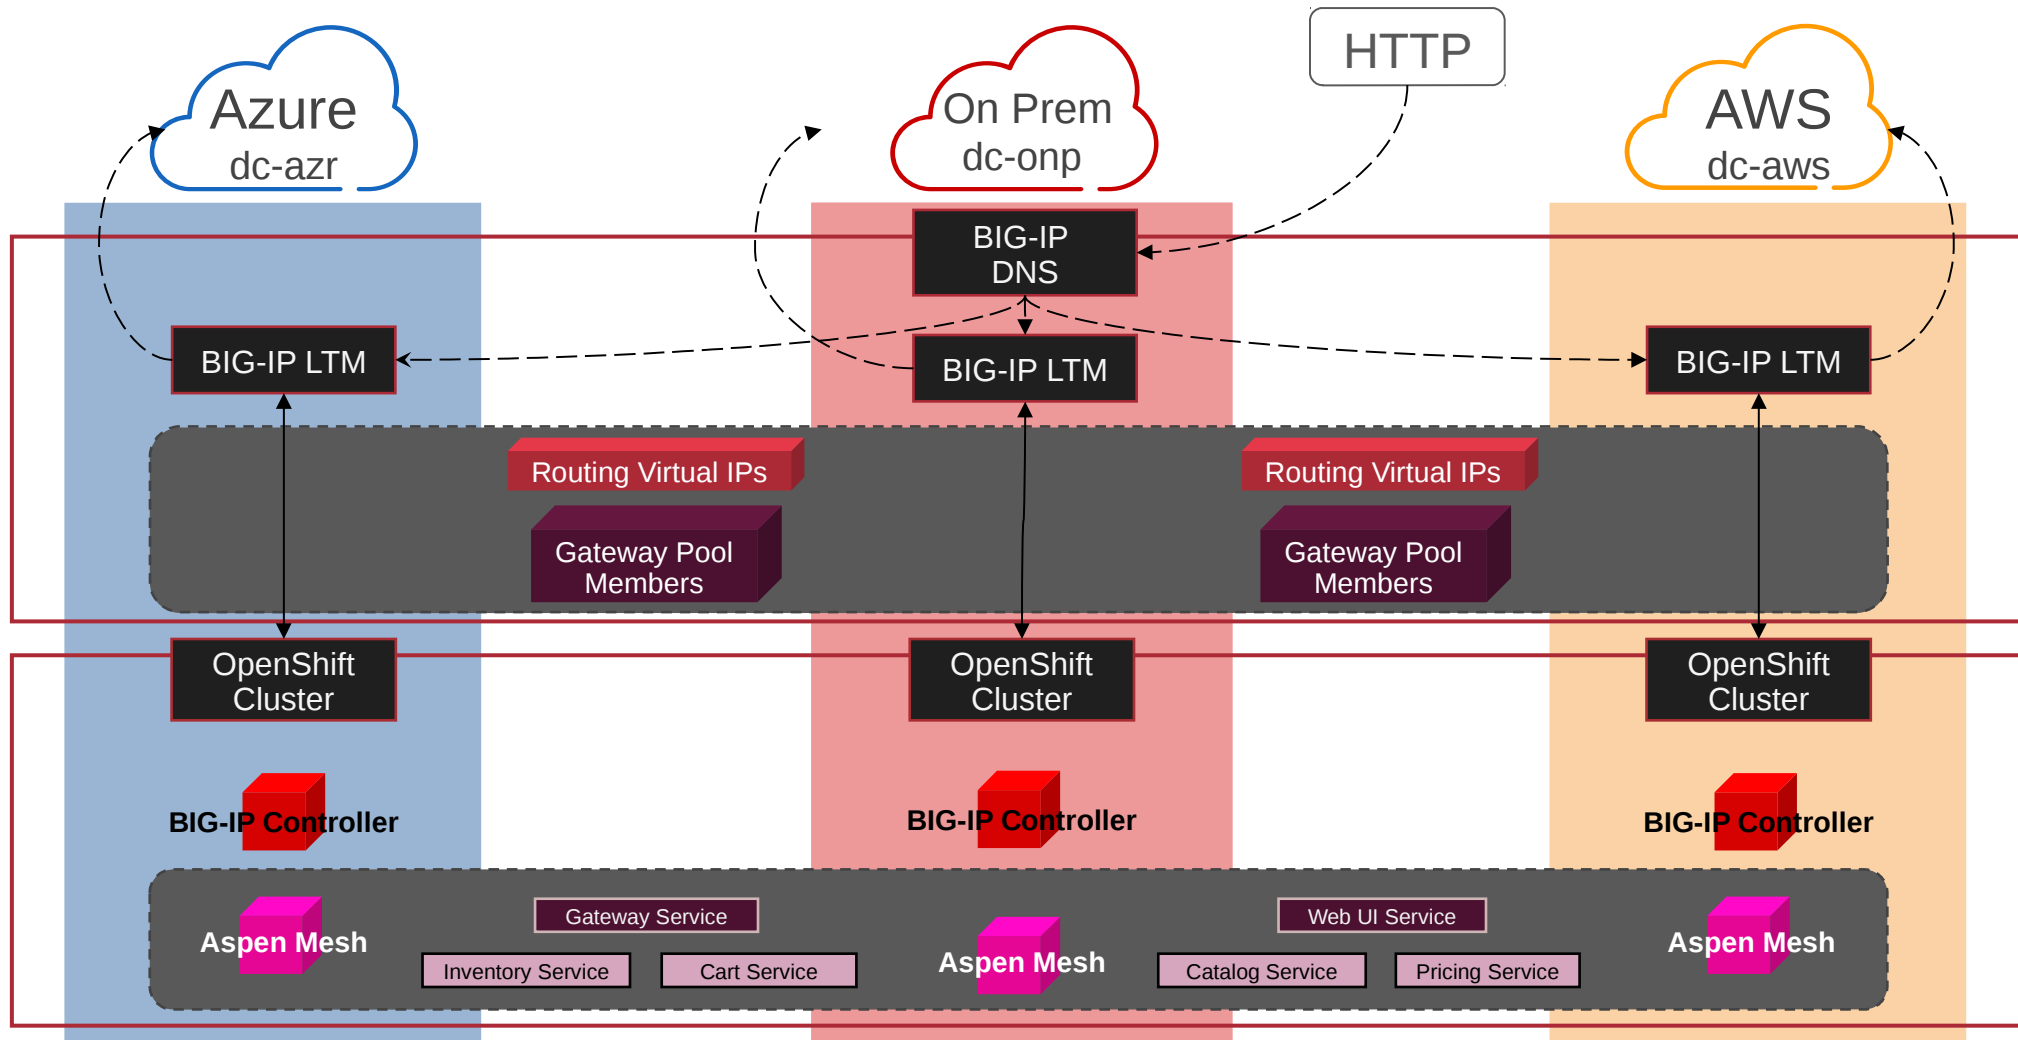 HTTP
Azure
dc-azr
On Prem
dc-onp
AWS
dc-aws
BIG-IP
DNS
BIG-IP LTM
BIG-IP LTM
BIG-IP LTM
Routing Virtual IPs
Routing Virtual IPs
Gateway Pool
Members
Gateway Pool
Members
OpenShift
Cluster
OpenShift
Cluster
OpenShift
Cluster
BIG-IP Controller
BIG-IP Controller
BIG-IP Controller
Aspen Mesh
Gateway Service
Inventory Service
Cart Service
Aspen Mesh
Web UI Service
Catalog Service
Pricing Service
Aspen Mesh